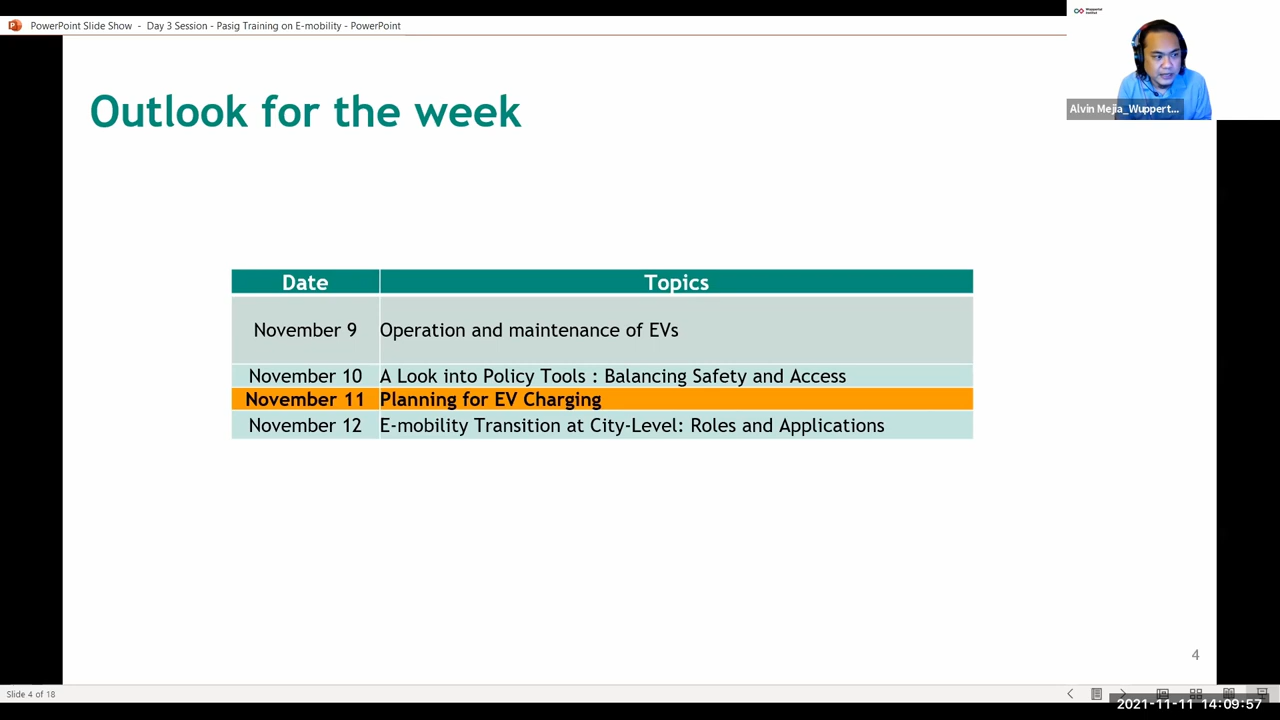 PowerPoint Slide Show - Day 3 Session - Pasig Training on E-mobility - PowerPoint
Wuppertal
Institut
Alvin Mejia_Wuppert...
Outlook for the week
Date Topics
November 9 Operation and maintenance of EVs
November 10 A Look into Policy Tools : Balancing Safety and Access
November 11 Planning for EV Charging
November 12 E-mobility Transition at City-Level: Roles and Applications
4
Slide 4 of 18
2021-11-11 14:09:57